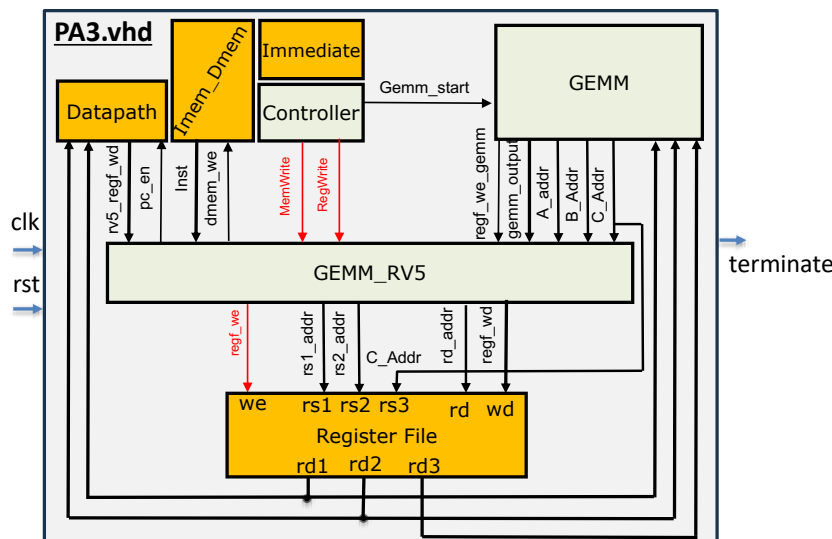 PA3.vhd
Imem_Dmem
Immediate
GEMM
Datapath
Controller
Gemm_start
rv5_regf_wd
pc_en
Inst
dmem_we
MemWrite
RegWrite
regf_we_gemm
gemm_output
A_addr
B_Addr
C_Addr
clk
rst
terminate
GEMM_RV5
regf_we
rs1_addr
rs2_addr
C_Addr
rd_addr
regf_wd
we rs1 rs2 rs3 rd wd
Register File
rd1 rd2 rd3